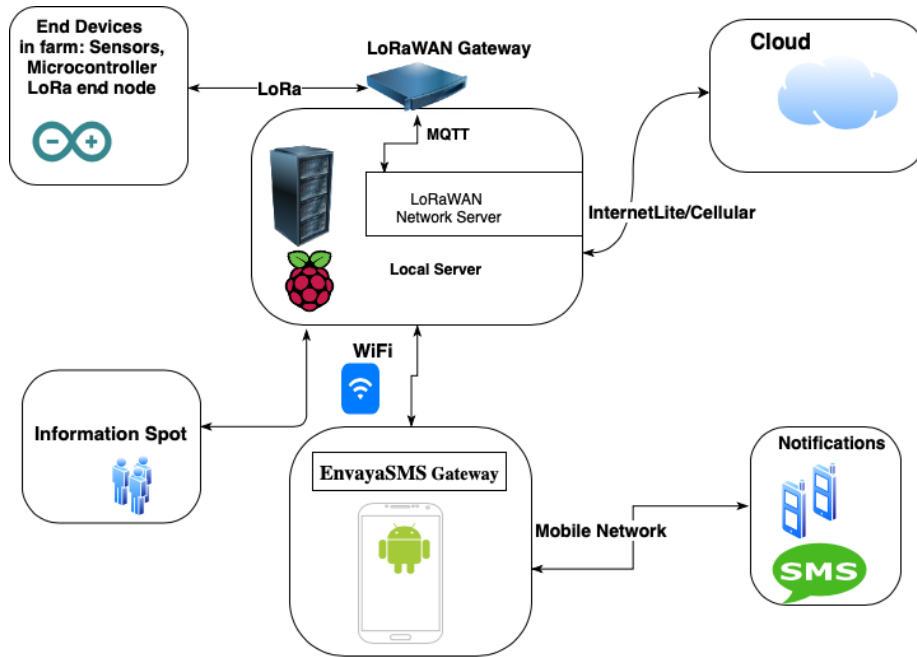 End Devices
in farm: Sensors,
Microcontroller
LoRa end node
LoRaWAN Gateway
Cloud
LoRa
MQTT
LoRaWAN
Network Server
InternetLite/Cellular
Local Server
WiFi
Information Spot
EnvayaSMS Gateway
Notifications
Mobile Network
SMS